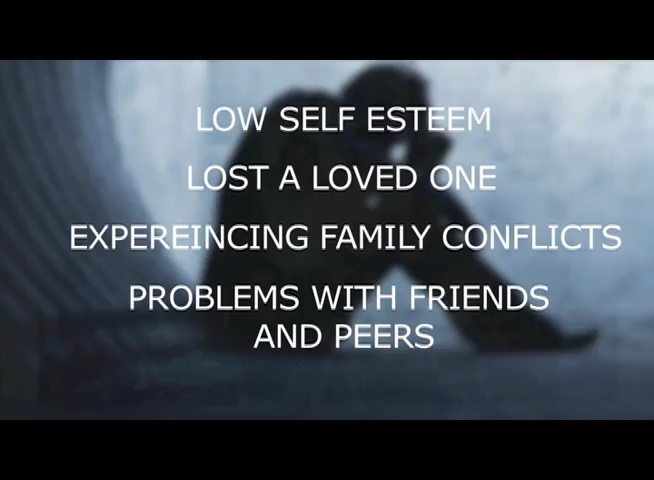 LOW SELF ESTEEM
LOST A LOVED ONE
EXPEREINCING FAMILY CONFLICTS
PROBLEMS WITH FRIENDS
AND PEERS